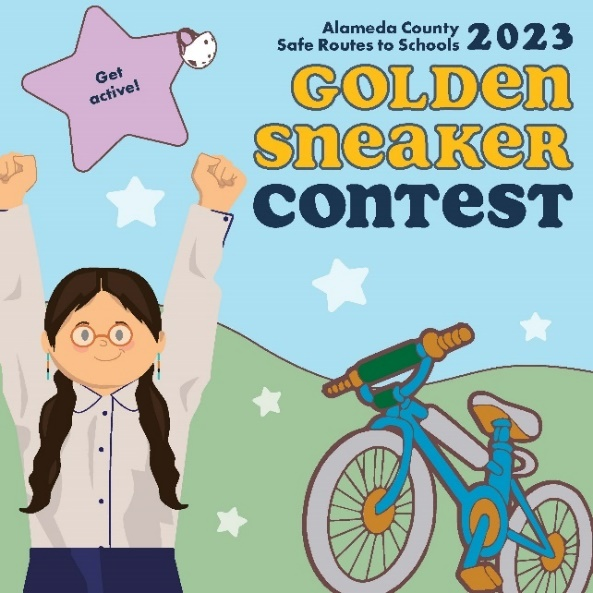 Get
active!
Alameda County
Safe Routes to Schools 2023
GOLDEN
SNEAKER
CONTEST